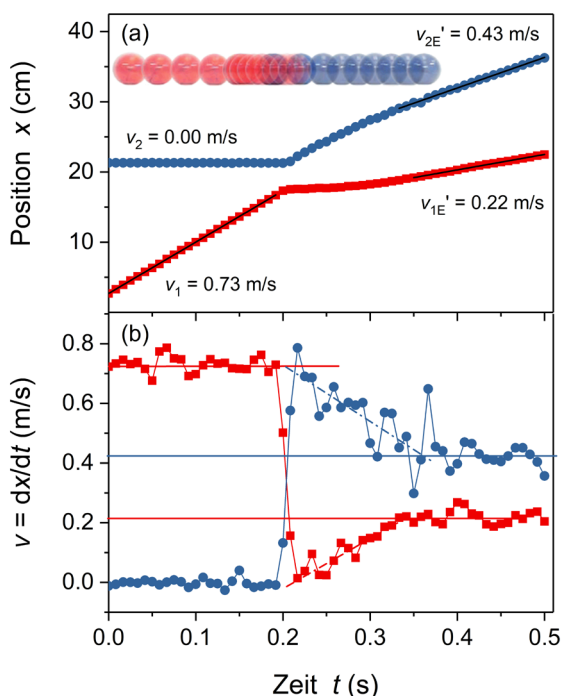 (a)
v2E' = 0.43 m/s
v2 = 0.00 m/s
v1E' = 0.22 m/s
v1 = 0.73 m/s
Position x (cm)
40
30
20
10
(b)
v = dx/dt (m/s)
0.8
0.6
0.4
0.2
0.0
0.0 0.1 0.2 0.3 0.4 0.5
Zeit t (s)